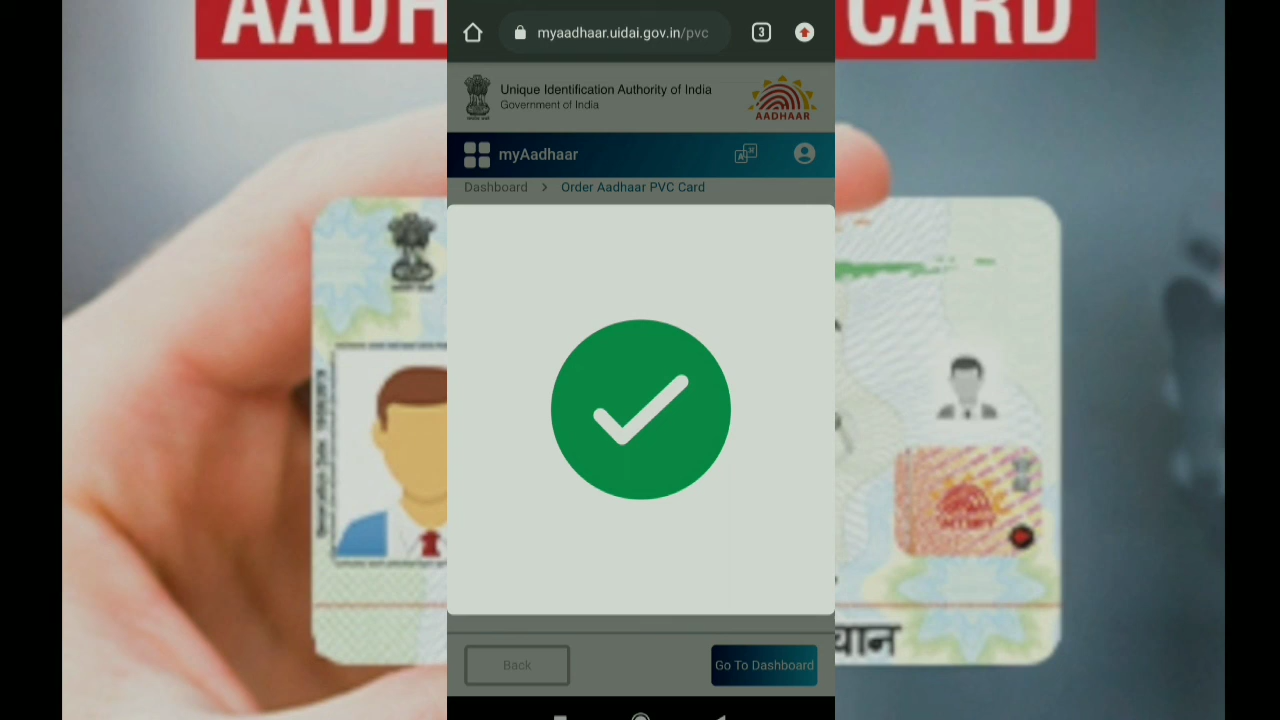 AADH
CARD
myaadhaar.uidai.gov.in/pvc
3
Unique Identification Authority of India
Government of India
AADHAAR
myAadhaar
Dashboard > Order Aadhaar PVC Card
Back
Go To Dashboard